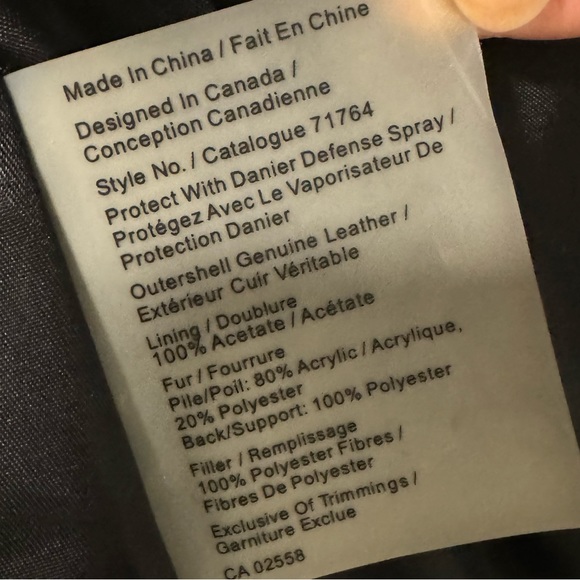 Made In China / Fait En Chine
Designed In Canada /
Conception Canadienne
Style No. / Catalogue 71764
Protect With Danier Defense Spray /
Protégez Avec Le Vaporisateur De
Protection Danier
Outershell Genuine Leather /
Extérieur Cuir Véritable
Lining / Doublure
100% Acetate / Acétate
Fur / Fourrure
Pile/Poil: 80% Acrylic / Acrylique,
20% Polyester
Back/Support: 100% Polyester
Filler / Remplissage
100% Polyester Fibres /
Fibres De Polyester
Exclusive Of Trimmings /
Garniture Exclue
CA 02558